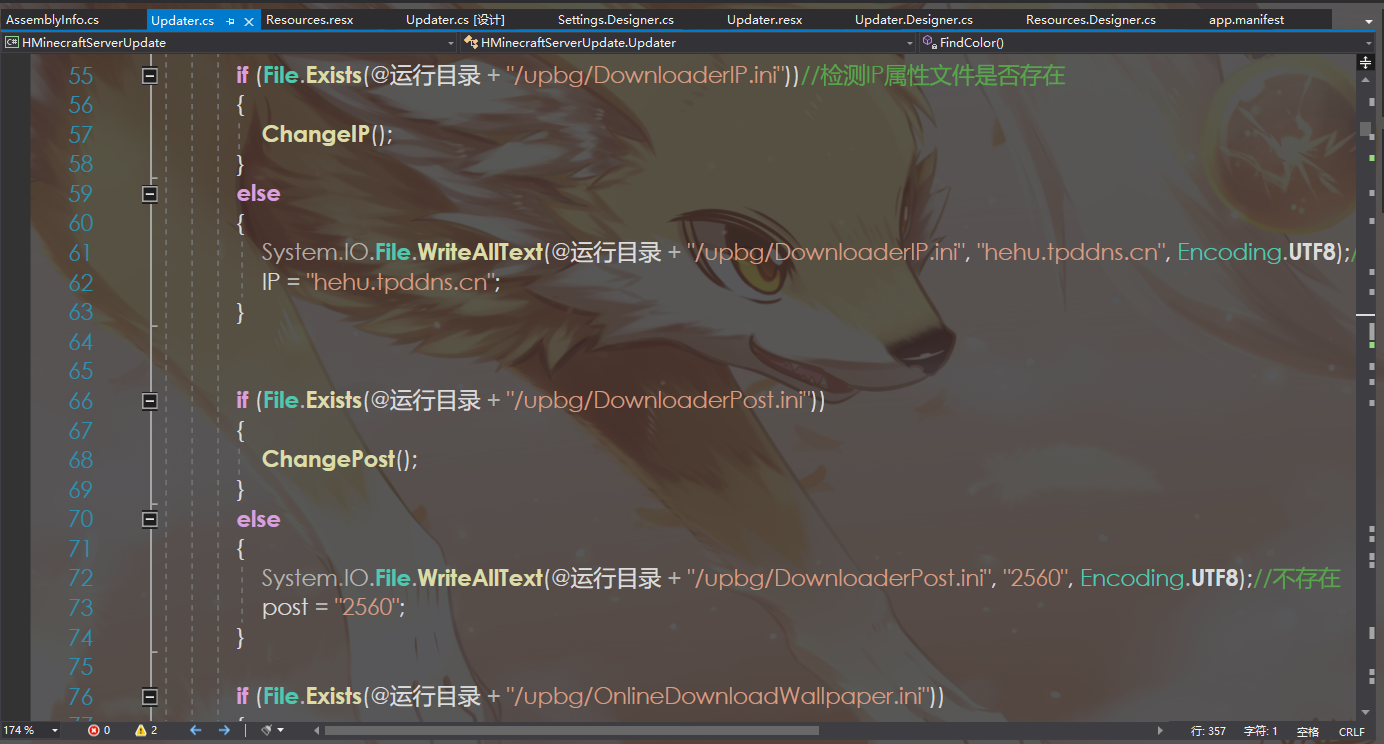 AssemblyInfo.cs Updater.cs Resources.resx Updater.cs [设计] Settings.Designer.cs Updater.resx Updater.Designer.cs Resources.Designer.cs app.manifest
C# HMinecraftServerUpdate HMinecraftServerUpdate.Updater FindColor()
55 if (File.Exists(@运行目录 + "/upbg/DownloaderIP.ini"))//检测IP属性文件是否存在
56 {
57 ChangeIP();
58 }
59 else
60 {
61 System.IO.File.WriteAllText(@运行目录 + "/upbg/DownloaderIP.ini", "hehu.tpddns.cn", Encoding.UTF8);/
62 IP = "hehu.tpddns.cn";
63 }
64
65
66 if (File.Exists(@运行目录 + "/upbg/DownloaderPost.ini"))
67 {
68 ChangePost();
69 }
70 else
71 {
72 System.IO.File.WriteAllText(@运行目录 + "/upbg/DownloaderPost.ini", "2560", Encoding.UTF8);//不存在
73 post = "2560";
74 }
75
76 if (File.Exists(@运行目录 + "/upbg/OnlineDownloadWallpaper.ini"))
174 % 0 2 行: 357 字符: 1 空格 CRLF